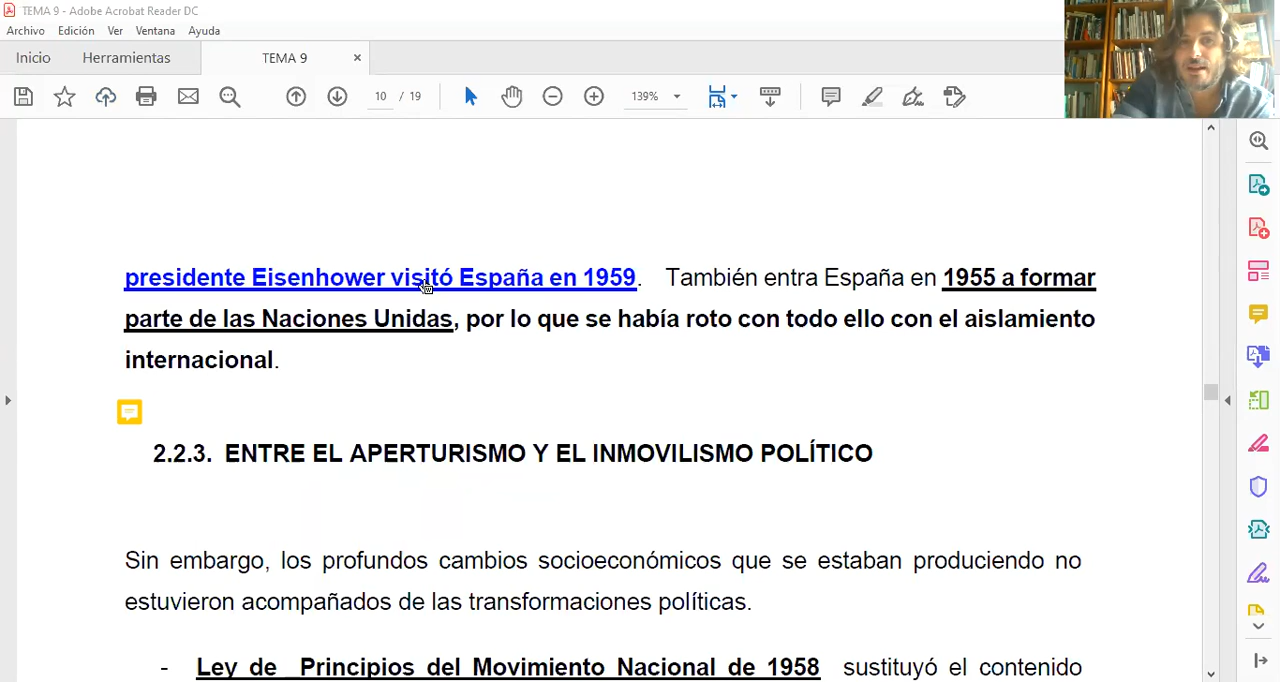 TEMA 9 - Adobe Acrobat Reader DC
Archivo Edición Ver Ventana Ayuda
Inicio Herramientas TEMA 9 ×
10 / 19 139%
presidente Eisenhower visitó España en 1959. También entra España en 1955 a formar
parte de las Naciones Unidas, por lo que se había roto con todo ello con el aislamiento
internacional.
2.2.3. ENTRE EL APERTURISMO Y EL INMOVILISMO POLÍTICO
Sin embargo, los profundos cambios socioeconómicos que se estaban produciendo no
estuvieron acompañados de las transformaciones políticas.
- Ley de Principios del Movimiento Nacional de 1958 sustituyó el contenido